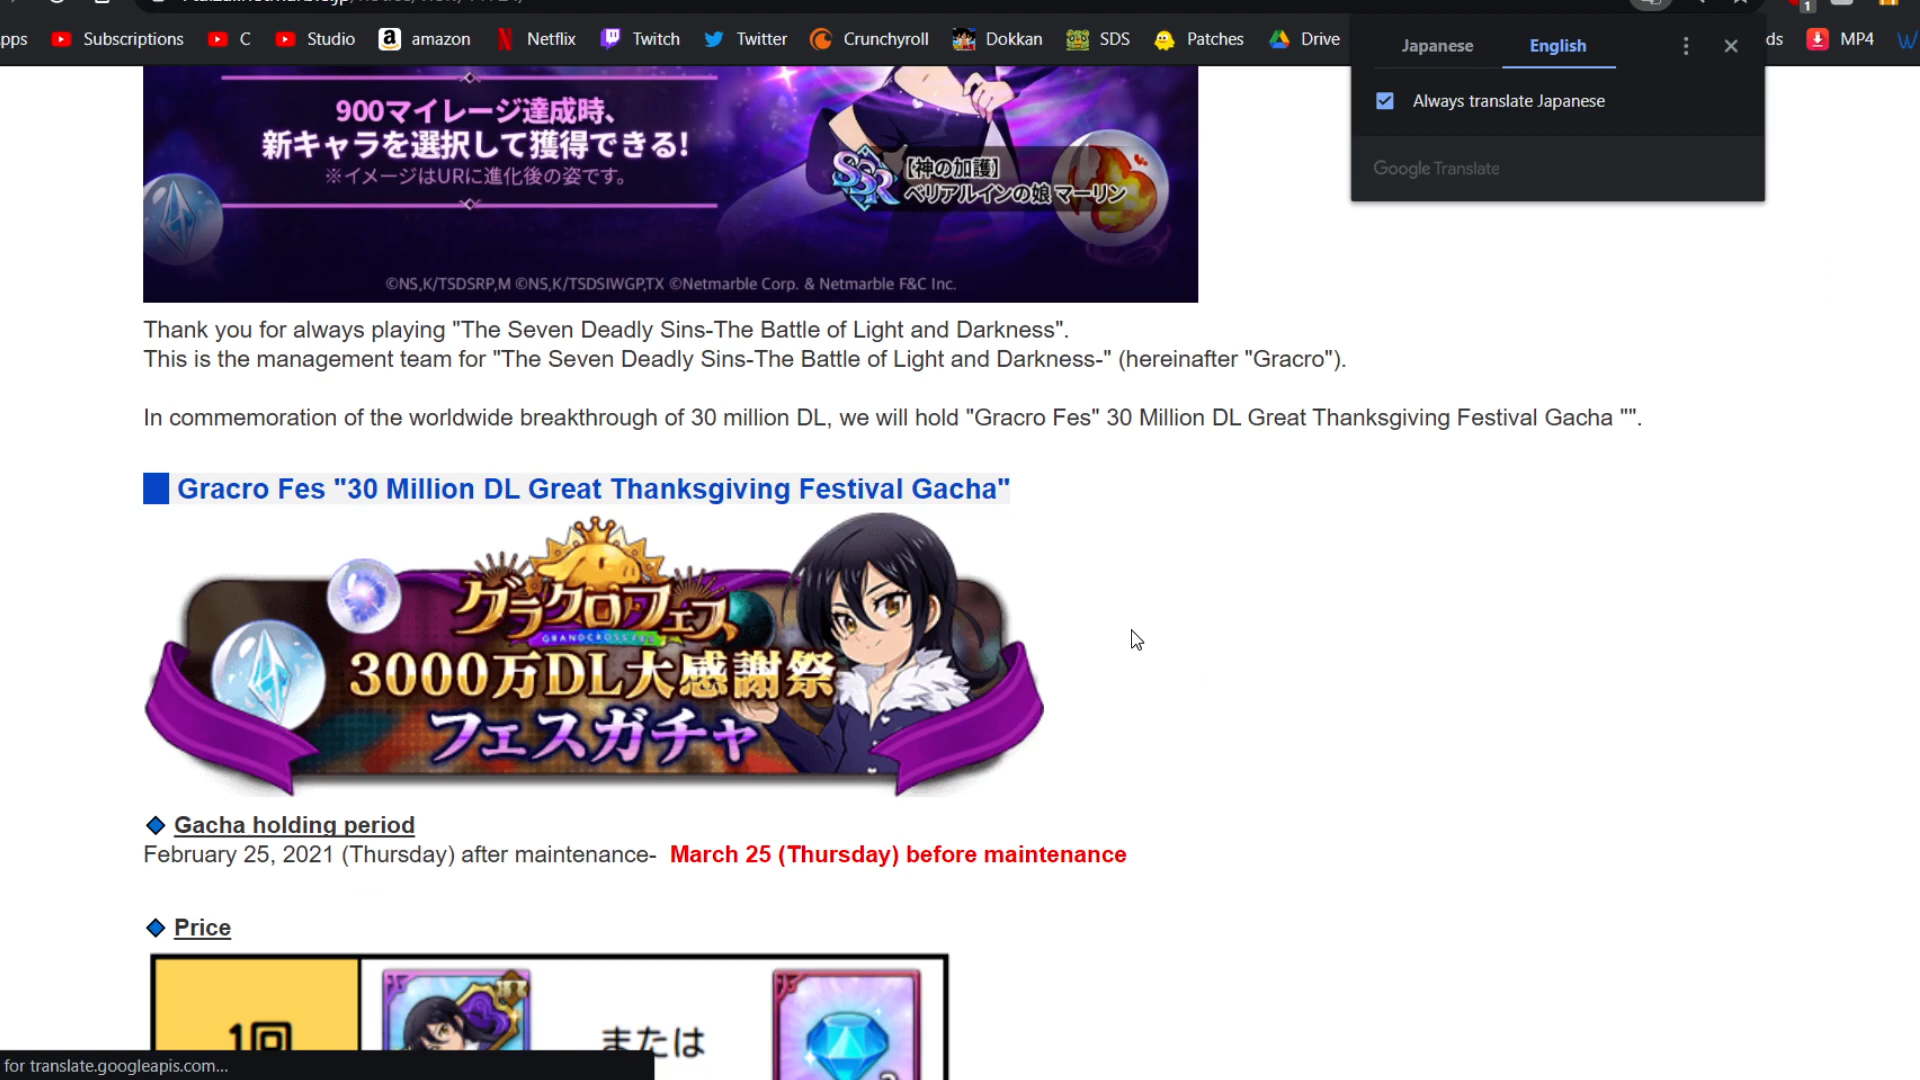 pps Subscriptions C Studio amazon Netflix Twitch Twitter Crunchyroll Dokkan SDS Patches Drive ds MP4
Japanese English
Always translate Japanese
Google Translate
1
900マイレージ達成時、
新キャラを選択して獲得できる!
※イメージはURに進化後の姿です。
SSR
【神の加護】
ベリアルインの娘 マーリン
©NS,K/TSDSRP,M ©NS,K/TSDSIWGP,TX ©Netmarble Corp. & Netmarble F&C Inc.
Thank you for always playing "The Seven Deadly Sins-The Battle of Light and Darkness".
This is the management team for "The Seven Deadly Sins-The Battle of Light and Darkness-" (hereinafter "Gracro").
In commemoration of the worldwide breakthrough of 30 million DL, we will hold "Gracro Fes" 30 Million DL Great Thanksgiving Festival Gacha "".
Gracro Fes "30 Million DL Great Thanksgiving Festival Gacha"
グラクロフェス
3000万DL大感謝祭
フェスガチャ
Gacha holding period
February 25, 2021 (Thursday) after maintenance- March 25 (Thursday) before maintenance
Price
1回
または
for translate.googleapis.com...